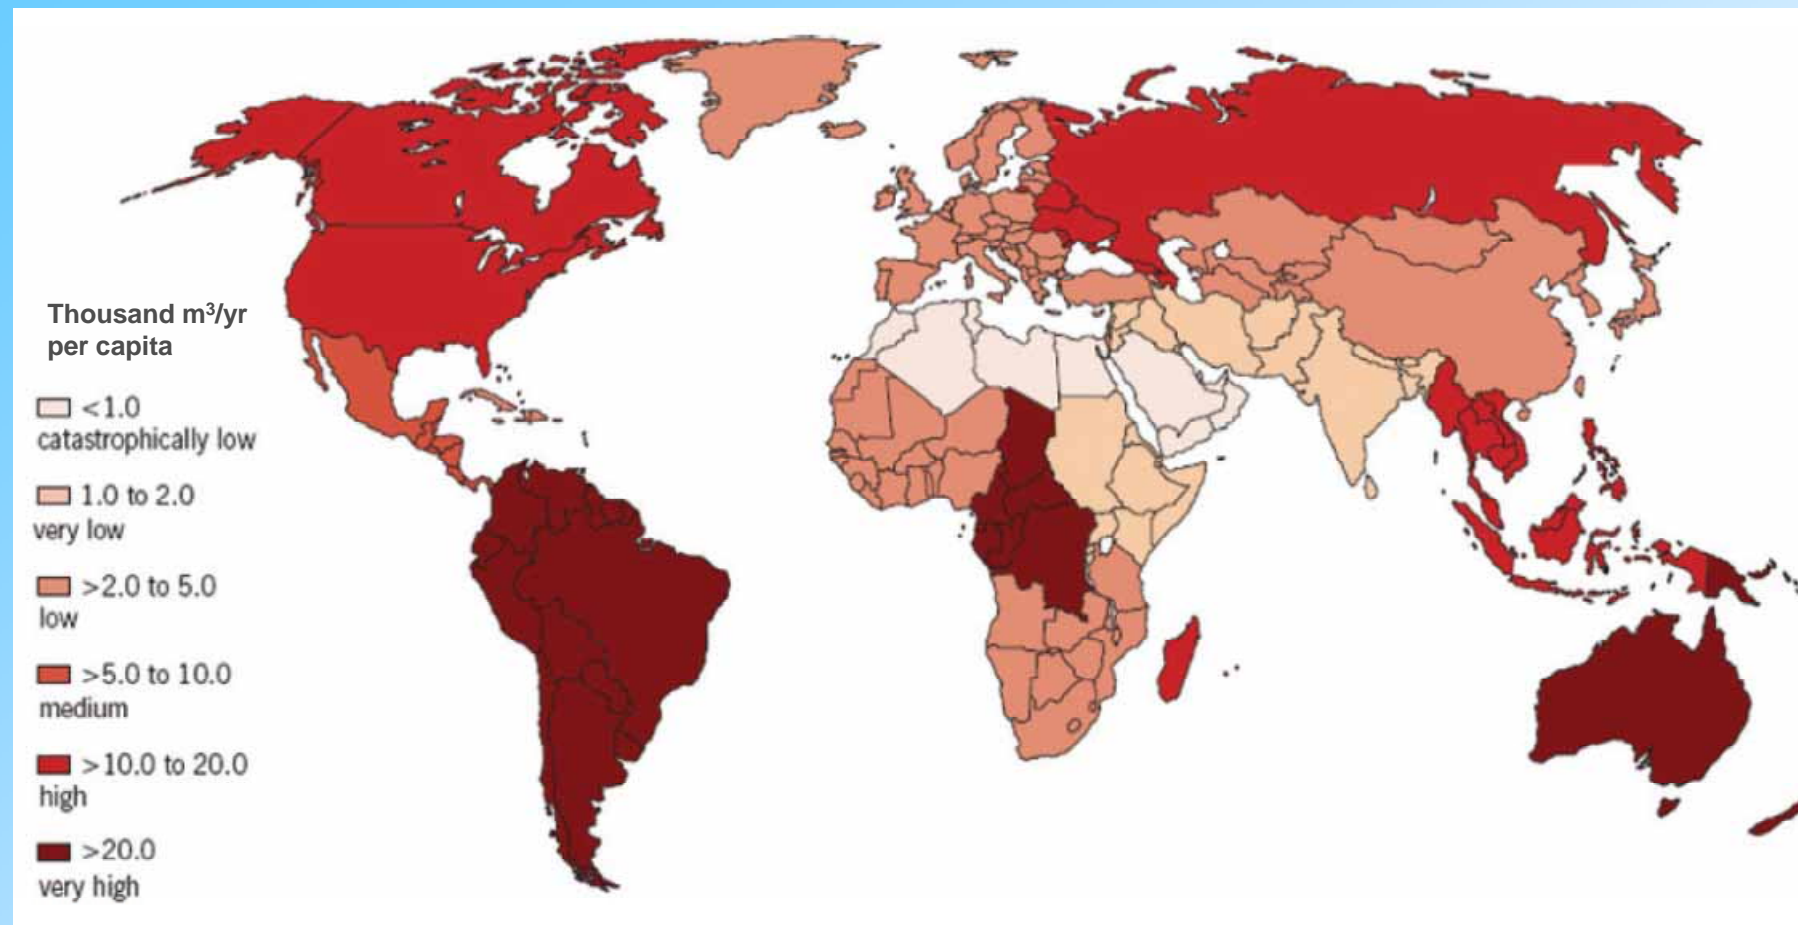 Thousand m³/yr
per capita
<1.0
catastrophically low
1.0 to 2.0
very low
>2.0 to 5.0
low
>5.0 to 10.0
medium
>10.0 to 20.0
high
>20.0
very high